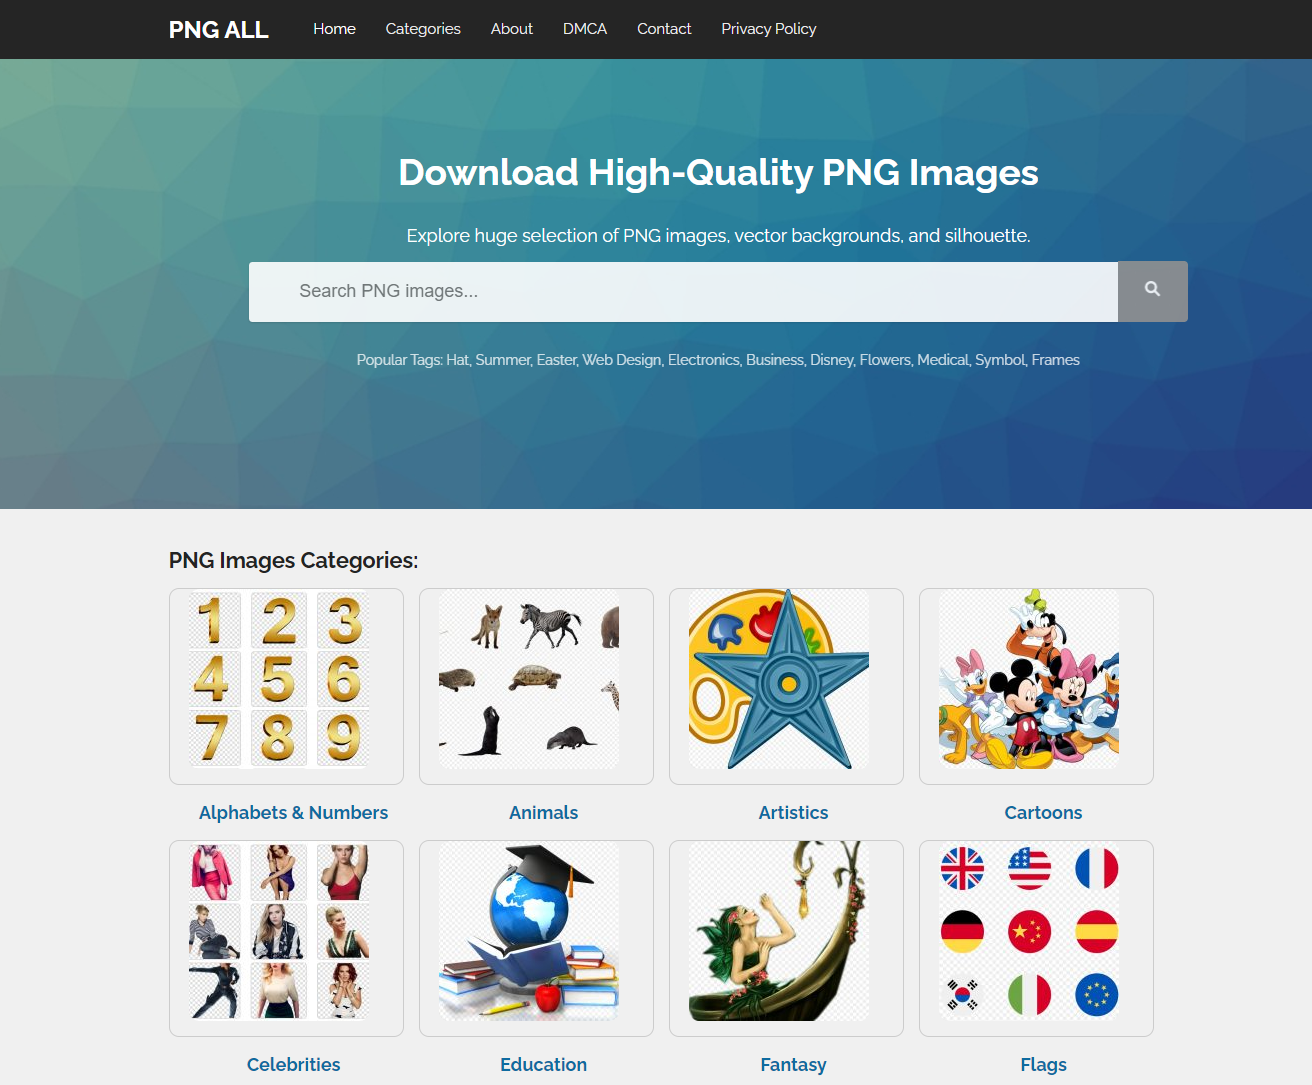 PNG ALL Home Categories About DMCA Contact Privacy Policy
Download High-Quality PNG Images
Explore huge selection of PNG images, vector backgrounds, and silhouette.
Search PNG images...
Popular Tags: Hat, Summer, Easter, Web Design, Electronics, Business, Disney, Flowers, Medical, Symbol, Frames
PNG Images Categories:
1 2 3
4 5 6
7 8 9
Alphabets & Numbers Animals Artistics Cartoons
Celebrities Education Fantasy Flags